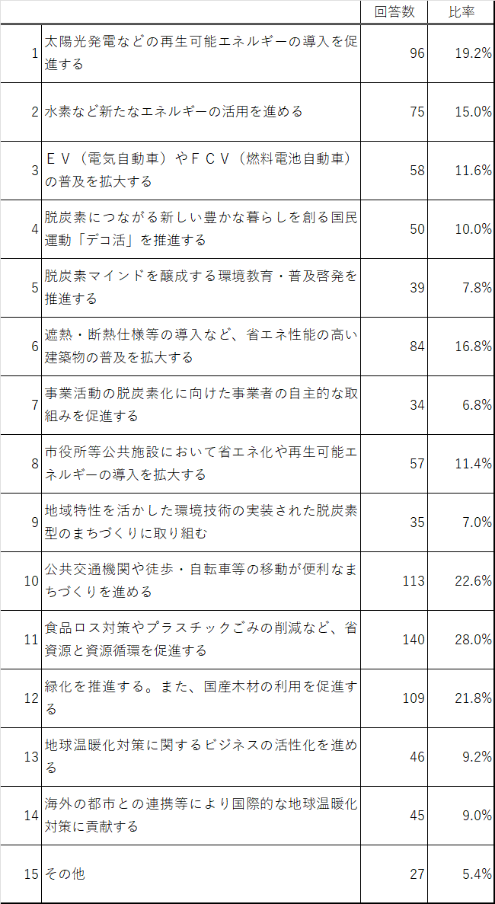 回答数 比率
1 太陽光発電などの再生可能エネルギーの導入を促 96 19.2%
進する
2 水素など新たなエネルギーの活用を進める 75 15.0%
3 ＥＶ（電気自動車）やＦＣＶ（燃料電池自動車） 58 11.6%
の普及を拡大する
4 脱炭素につながる新しい豊かな暮らしを創る国民 50 10.0%
運動「デコ活」を推進する
5 脱炭素マインドを醸成する環境教育・普及啓発を 39 7.8%
推進する
6 遮熱・断熱仕様等の導入など、省エネ性能の高い 84 16.8%
建築物の普及を拡大する
7 事業活動の脱炭素化に向けた事業者の自主的な取 34 6.8%
組みを促進する
8 市役所等公共施設において省エネ化や再生可能エ 57 11.4%
ネルギーの導入を拡大する
9 地域特性を活かした環境技術の実装された脱炭素 35 7.0%
型のまちづくりに取り組む
10 公共交通機関や徒歩・自転車等の移動が便利なま 113 22.6%
ちづくりを進める
11 食品ロス対策やプラスチックごみの削減など、省 140 28.0%
資源と資源循環を促進する
12 緑化を推進する。また、国産木材の利用を促進す 109 21.8%
る
13 地球温暖化対策に関するビジネスの活性化を進め 46 9.2%
る
14 海外の都市との連携等により国際的な地球温暖化 45 9.0%
対策に貢献する
15 その他 27 5.4%